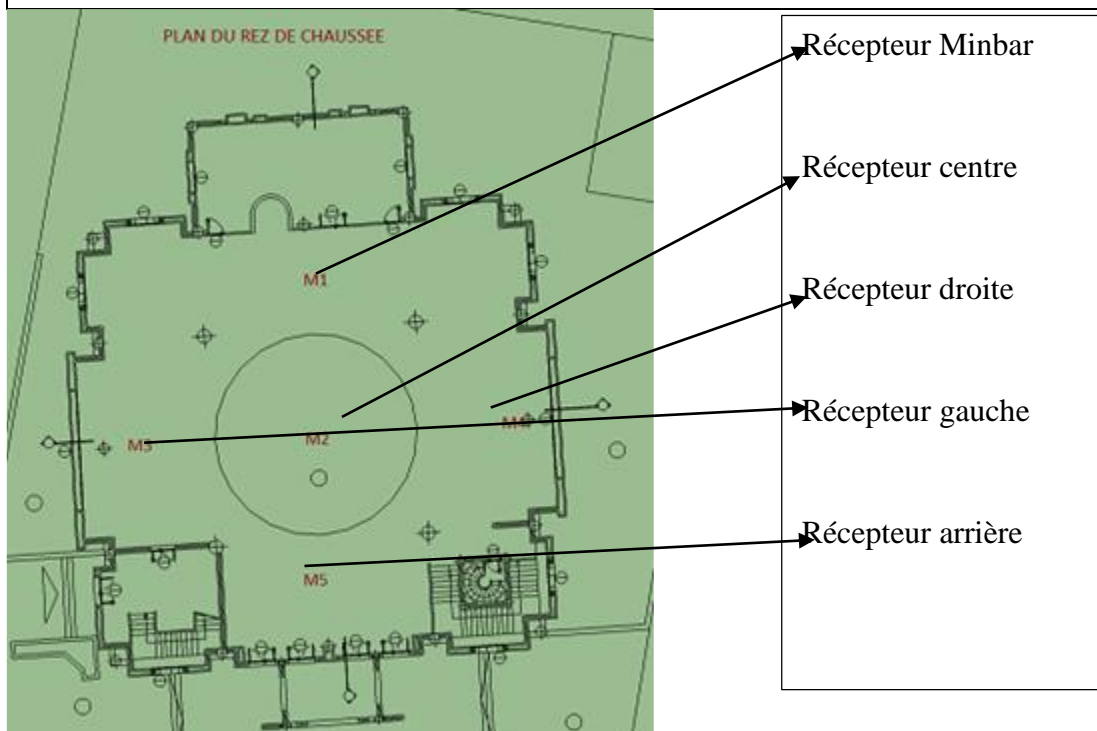 PLAN DU REZ DE CHAUSSEE
M1
M2
M3
M4
M5
Récepteur Minbar
Récepteur centre
Récepteur droite
Récepteur gauche
Récepteur arrière